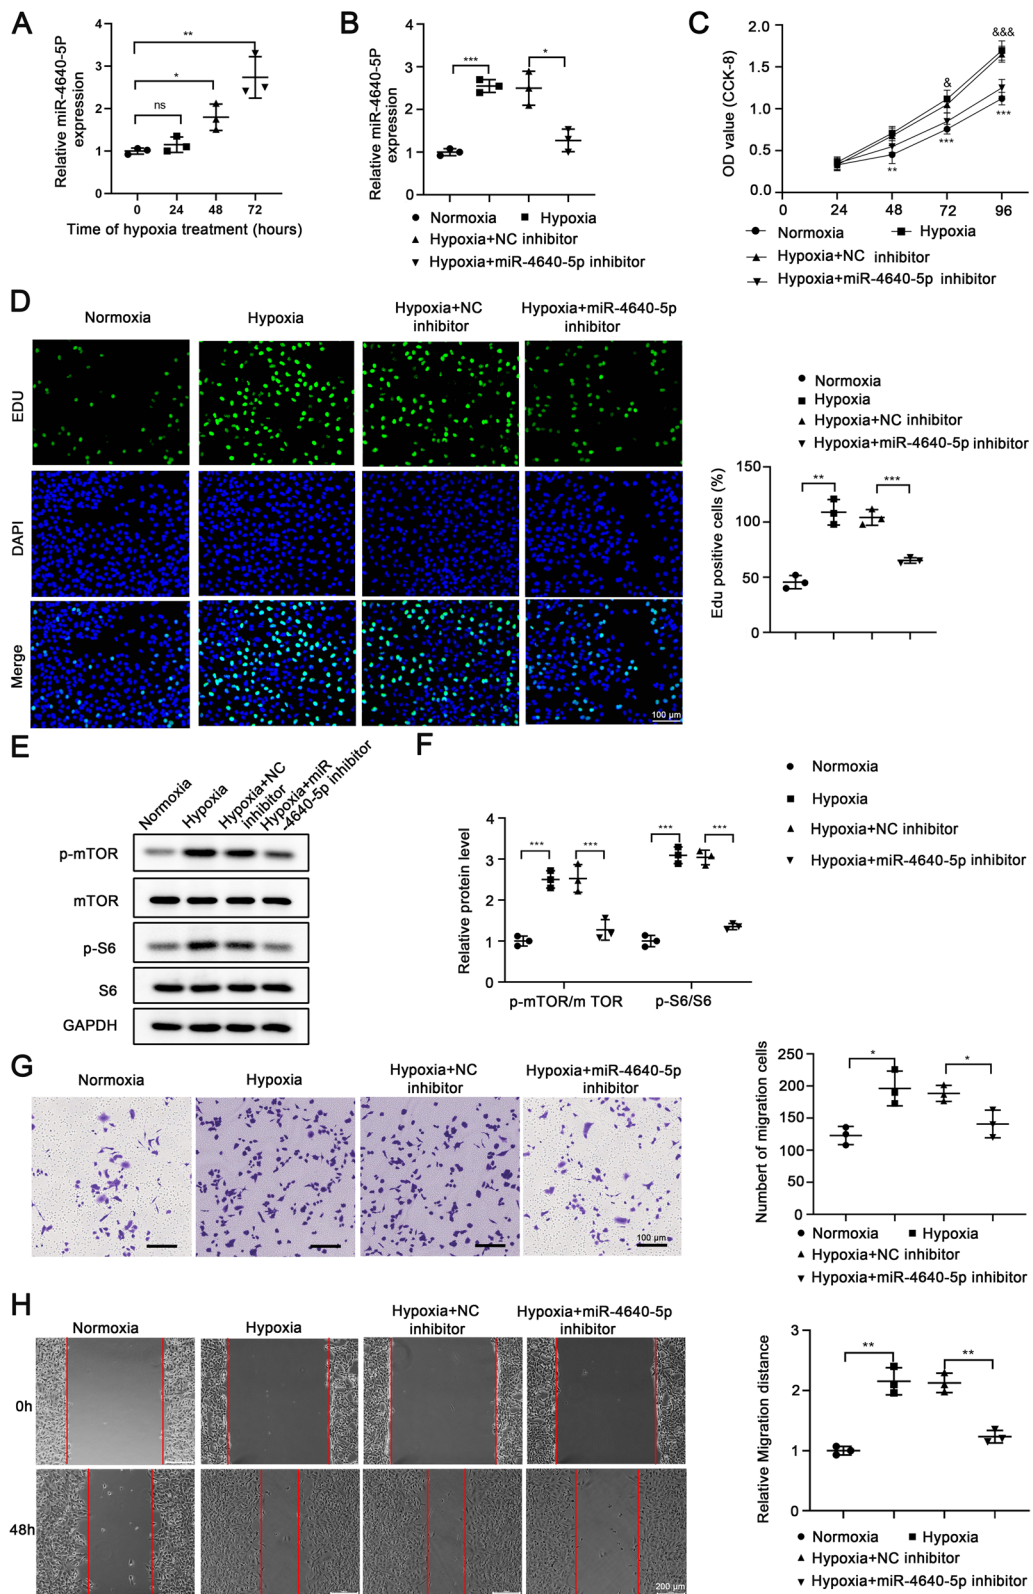 A
Relative miR-4640-5P
expression
4
3
2
1
0
ns
*
**
0 24 48 72
Time of hypoxia treatment (hours)
B
Relative miR-4640-5P
expression
4
3
2
1
0
***
*
Normoxia Hypoxia
Hypoxia+NC inhibitor
Hypoxia+miR-4640-5p inhibitor
C
OD value (CCK-8)
2.0
1.5
1.0
0.5
0.0
&&&
&
**
***
***
0 24 48 72 96
Normoxia Hypoxia
Hypoxia+NC inhibitor
Hypoxia+miR-4640-5p inhibitor
D
Normoxia
Hypoxia
Hypoxia+NC
inhibitor
Hypoxia+miR-4640-5p
inhibitor
EDU
DAPI
Merge
100 μm
Normoxia
Hypoxia
Hypoxia+NC inhibitor
Hypoxia+miR-4640-5p inhibitor
Edu positive cells (%)
150
100
50
0
**
***
E
Normoxia
Hypoxia
Hypoxia+NC
inhibitor
Hypoxia+miR
-4640-5p inhibitor
p-mTOR
mTOR
p-S6
S6
GAPDH
F
Relative protein level
4
3
2
1
0
***
***
***
***
p-mTOR/m TOR p-S6/S6
Normoxia
Hypoxia
Hypoxia+NC inhibitor
Hypoxia+miR-4640-5p inhibitor
G
Normoxia
Hypoxia
Hypoxia+NC
inhibitor
Hypoxia+miR-4640-5p
inhibitor
100 μm
Numbert of migration cells
250
200
150
100
50
0
*
*
Normoxia Hypoxia
Hypoxia+NC inhibitor
Hypoxia+miR-4640-5p inhibitor
H
Normoxia
Hypoxia
Hypoxia+NC
inhibitor
Hypoxia+miR-4640-5p
inhibitor
0h
48h
200 μm
Relative Migration distance
3
2
1
0
**
**
Normoxia Hypoxia
Hypoxia+NC inhibitor
Hypoxia+miR-4640-5p inhibitor